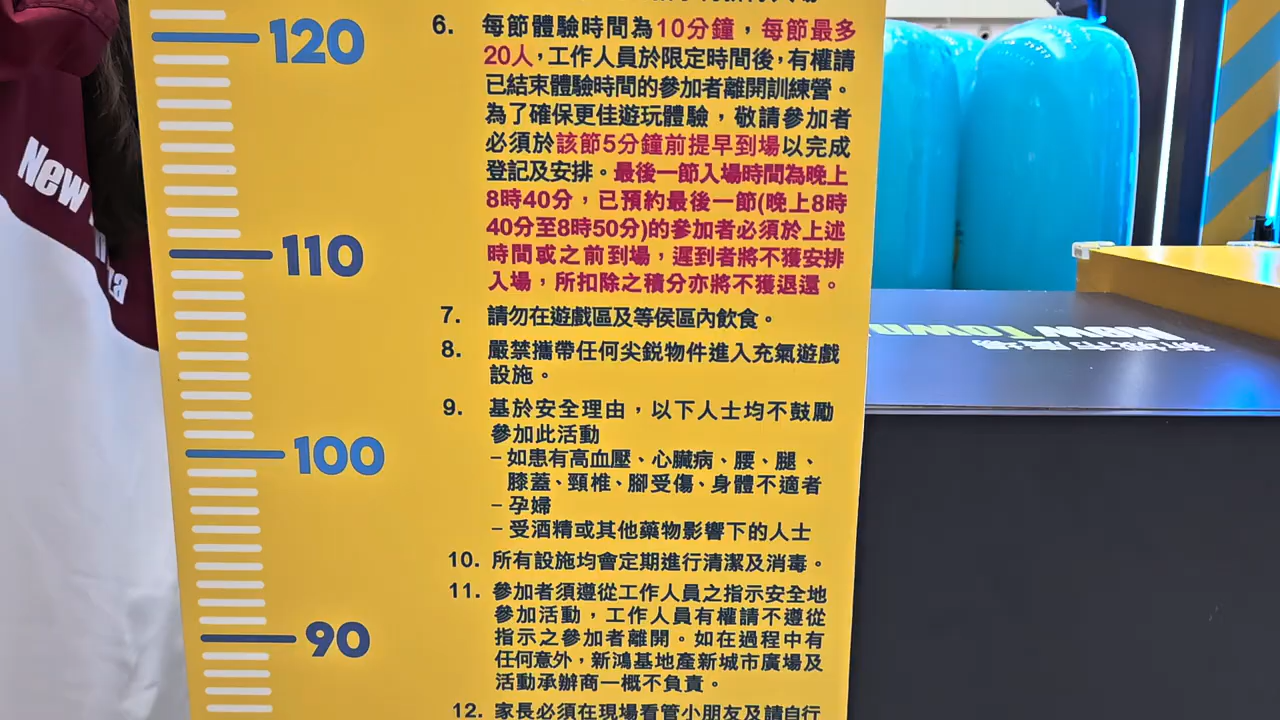 120
110
100
90
6. 每節體驗時間為10分鐘，每節最多
20人，工作人員於限定時間後，有權請
已結束體驗時間的參加者離開訓練營。
為了確保更佳遊玩體驗，敬請參加者
必須於該節5分鐘前提早到場以完成
登記及安排。最後一節入場時間為晚上
8時40分，已預約最後一節(晚上8時
40分至8時50分)的參加者必須於上述
時間或之前到場，遲到者將不獲安排
入場，所扣除之積分亦將不獲退還。
7. 請勿在遊戲區及等侯區內飲食。
8. 嚴禁攜帶任何尖銳物件進入充氣遊戲
設施。
9. 基於安全理由，以下人士均不鼓勵
參加此活動
– 如患有高血壓、心臟病、腰、腿、
膝蓋、頸椎、腳受傷、身體不適者
– 孕婦
– 受酒精或其他藥物影響下的人士
10. 所有設施均會定期進行清潔及消毒。
11. 參加者須遵從工作人員之指示安全地
參加活動，工作人員有權請不遵從
指示之參加者離開。如在過程中有
任何意外，新鴻基地產新城市廣場及
活動承辦商一概不負責。
12. 家長必須在現場看管小朋友及請自行
New
New Town